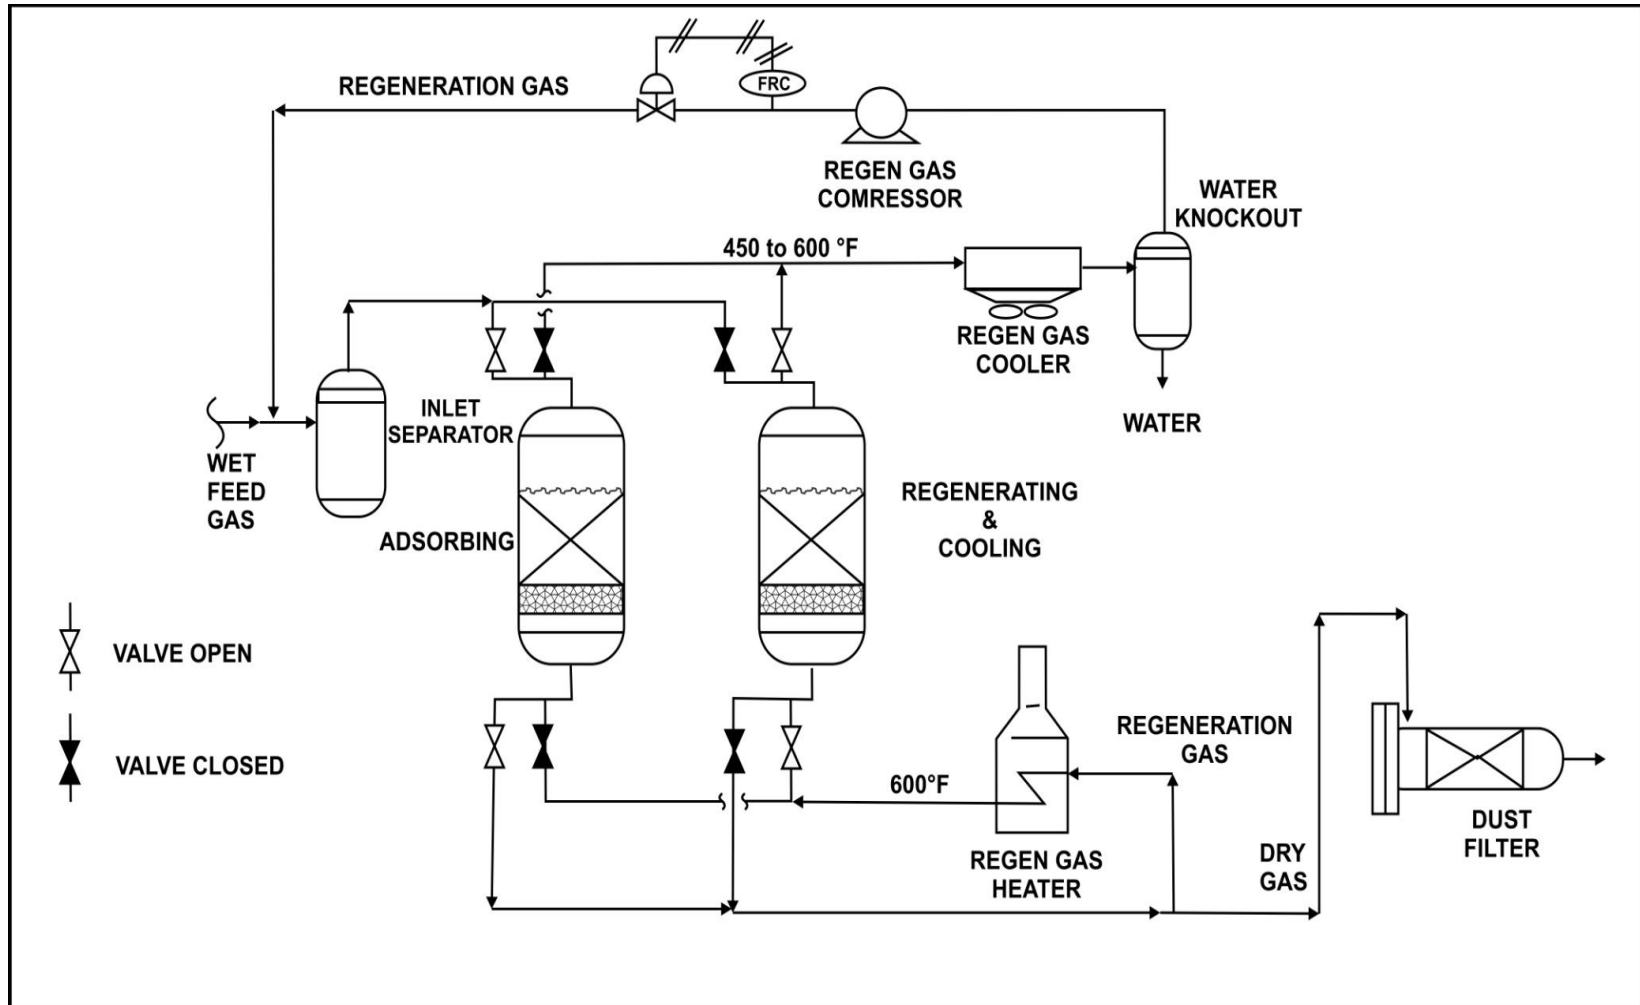 REGENERATION GAS
FRC
REGEN GAS
COMRESSOR
WATER
KNOCKOUT
450 to 600 °F
REGEN GAS
COOLER
WATER
INLET
SEPARATOR
WET
FEED
GAS
ADSORBING
REGENERATING
&
COOLING
VALVE OPEN
VALVE CLOSED
600°F
REGEN GAS
HEATER
REGENERATION
GAS
DRY
GAS
DUST
FILTER